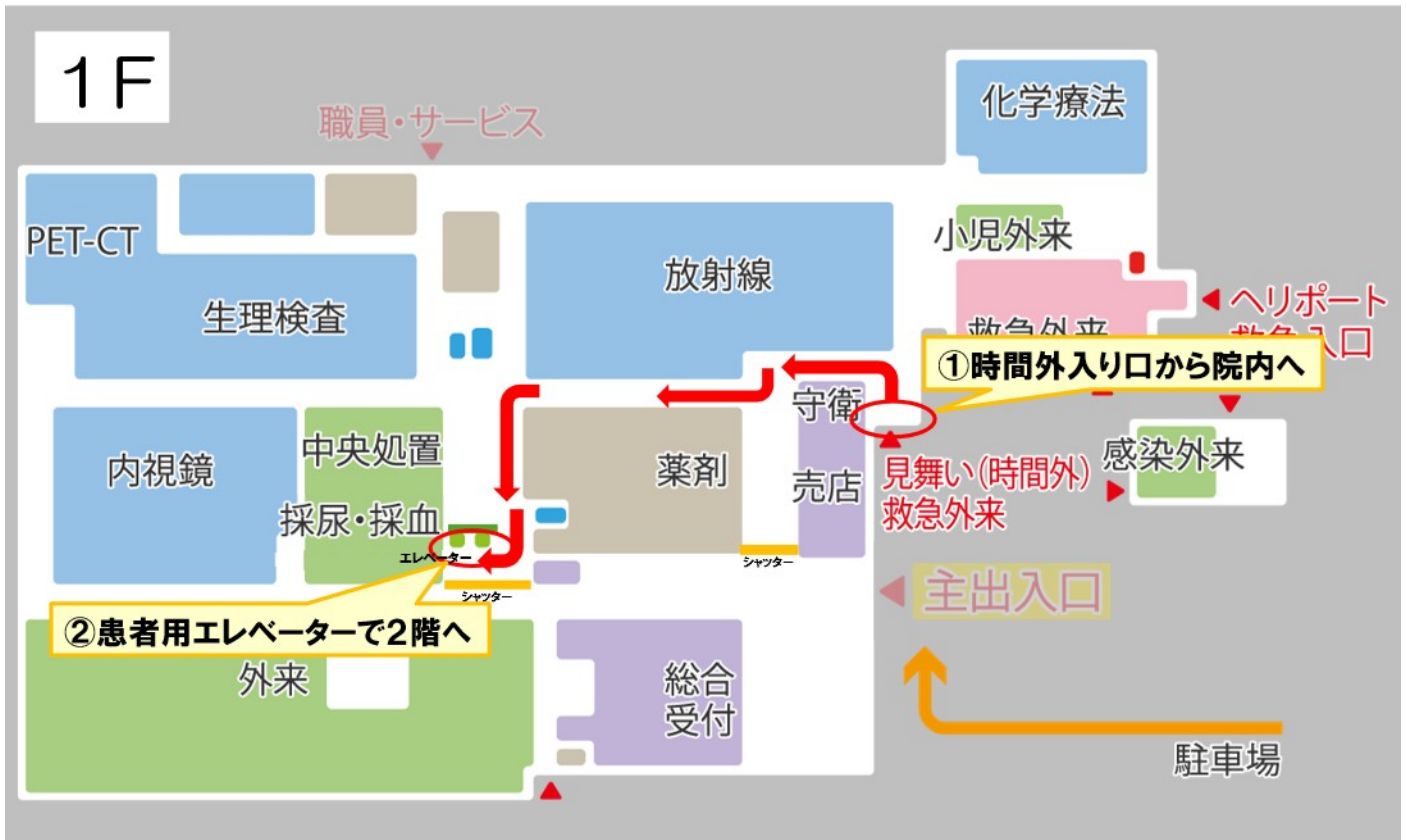 1F
職員・サービス
化学療法
PET-CT
生理検査
放射線
小児外来
救急外来
ヘリポート
救急入口
①時間外入り口から院内へ
守衛
売店
見舞い(時間外)
救急外来
感染外来
内視鏡
中央処置
採尿・採血
薬剤
エレベーター
シャッター
シャッター
主出入口
②患者用エレベーターで2階へ
外来
総合
受付
駐車場